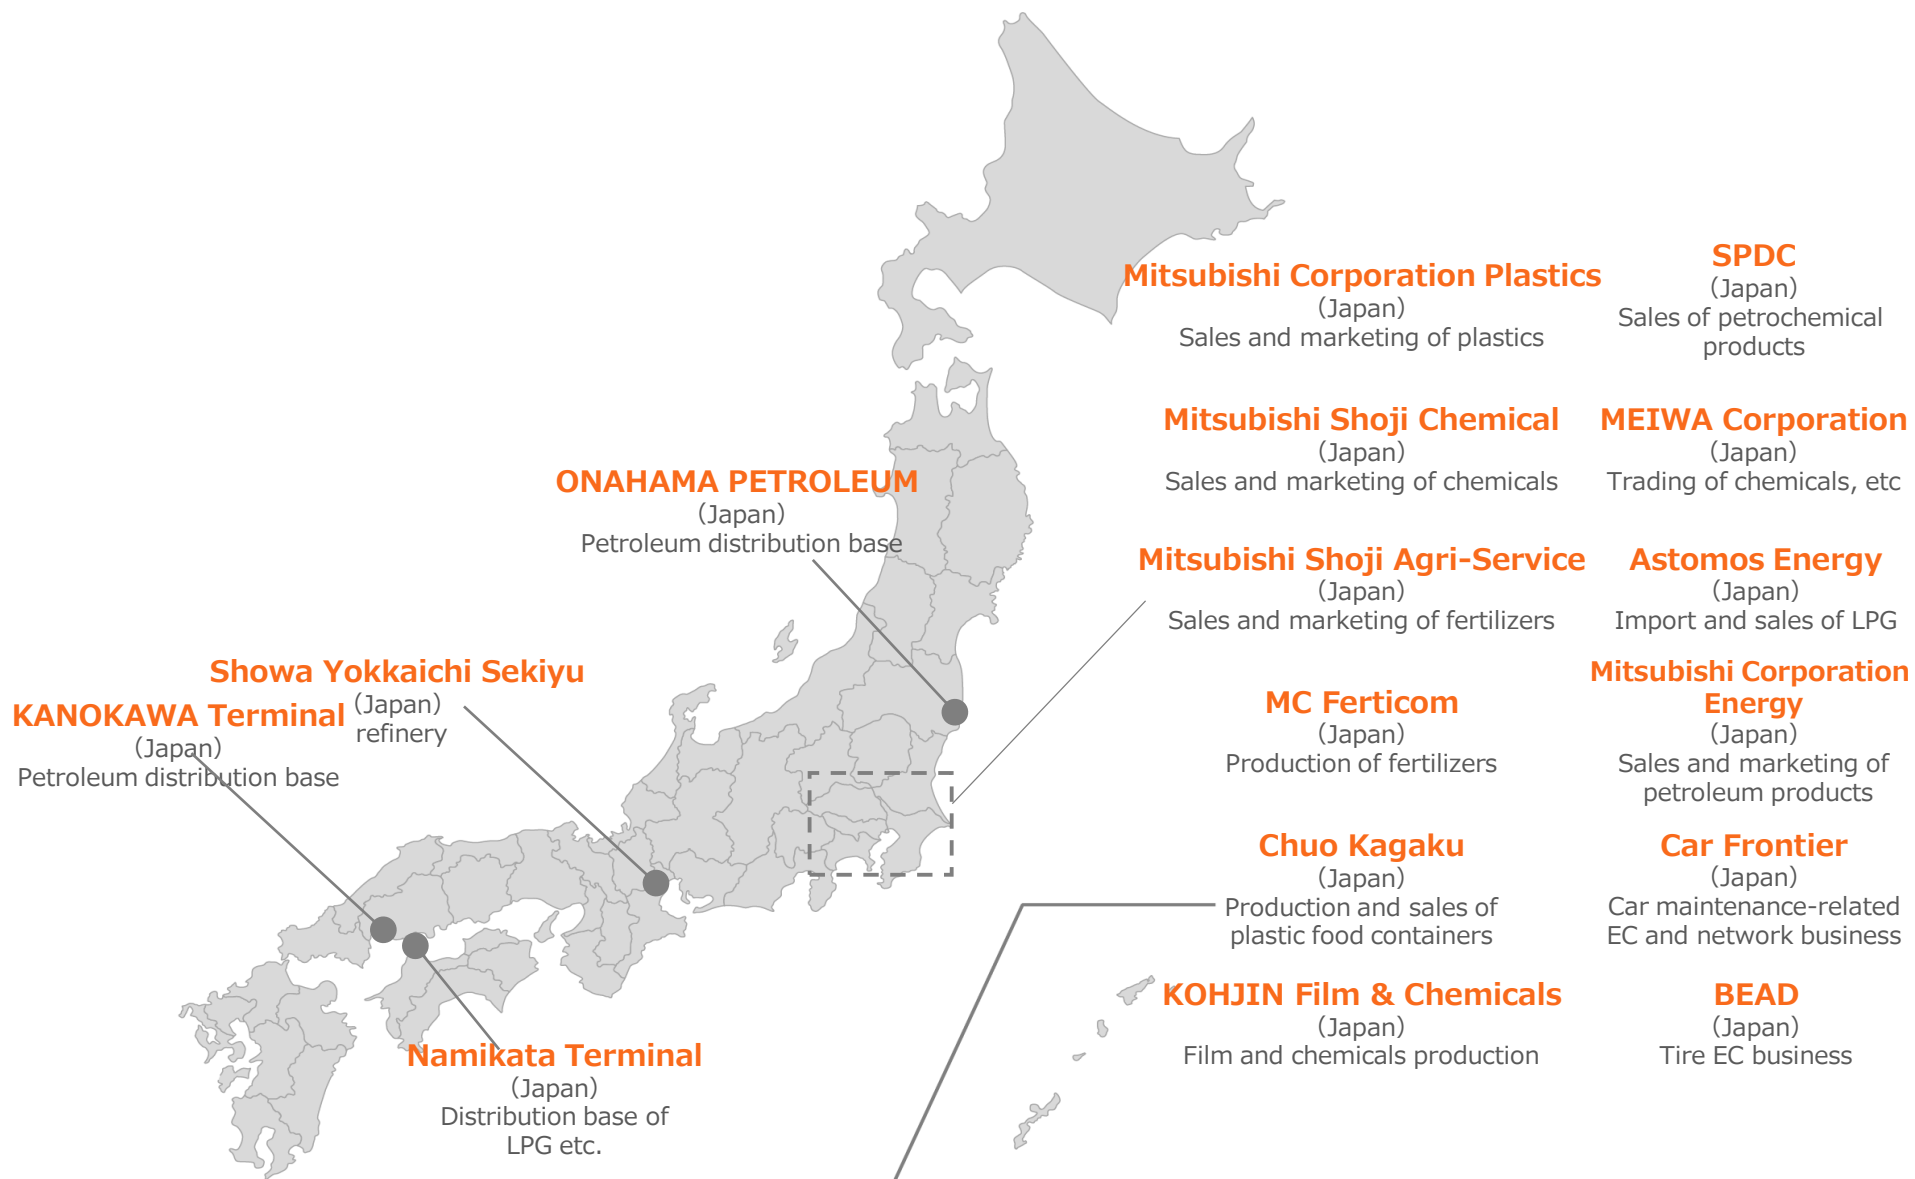 SPDC
（Japan）
Sales of petrochemical
products
Mitsubishi Corporation Plastics
（Japan）
Sales and marketing of plastics
Mitsubishi Shoji Chemical
（Japan）
Sales and marketing of chemicals
MEIWA Corporation
（Japan）
Trading of chemicals, etc
ONAHAMA PETROLEUM
（Japan）
Petroleum distribution base
Mitsubishi Shoji Agri-Service
（Japan）
Sales and marketing of fertilizers
Astomos Energy
（Japan）
Import and sales of LPG
Showa Yokkaichi Sekiyu
（Japan）
refinery
KANOKAWA Terminal
（Japan）
Petroleum distribution base
MC Ferticom
（Japan）
Production of fertilizers
Mitsubishi Corporation
Energy
（Japan）
Sales and marketing of
petroleum products
Chuo Kagaku
（Japan）
Production and sales of
plastic food containers
Car Frontier
（Japan）
Car maintenance-related
EC and network business
KOHJIN Film & Chemicals
（Japan）
Film and chemicals production
BEAD
（Japan）
Tire EC business
Namikata Terminal
（Japan）
Distribution base of
LPG etc.